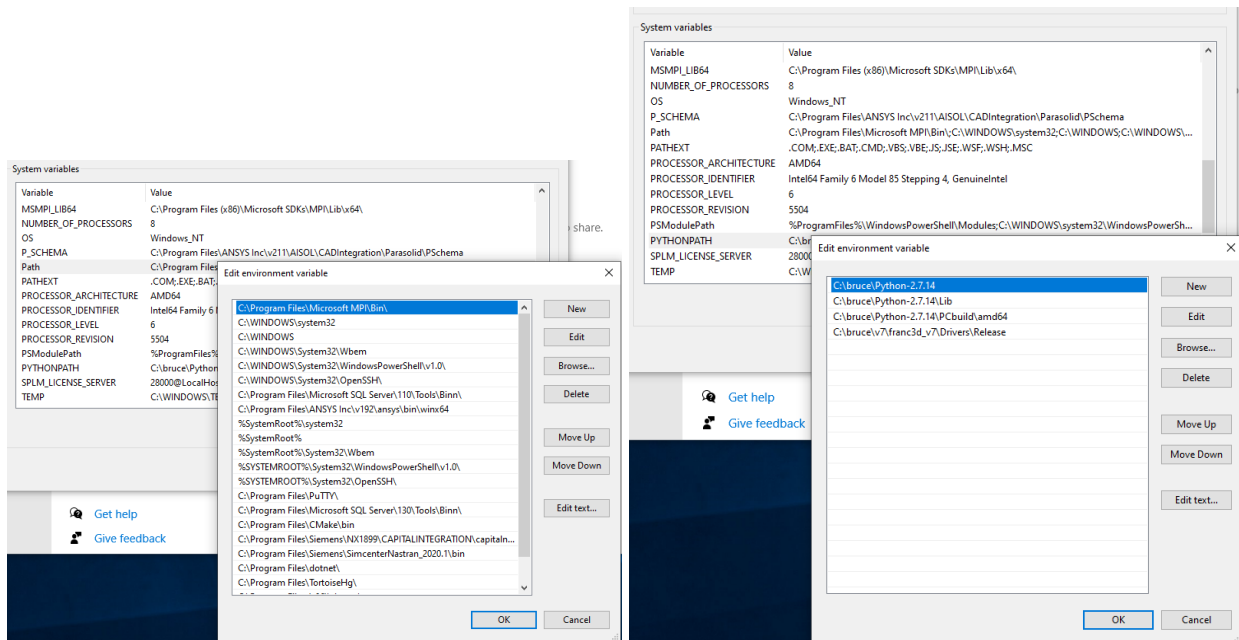 System variables
Variable Value
MSMPI_LIB64 C:\Program Files (x86)\Microsoft SDKs\MPI\Lib\x64\
NUMBER_OF_PROCESSORS 8
OS Windows_NT
P_SCHEMA C:\Program Files\ANSYS Inc\v211\AISOL\CADIntegration\Parasolid\PSchema
Path C:\Program Files
PATHEXT .COM;.EXE;.BAT;
PROCESSOR_ARCHITECTURE AMD64
PROCESSOR_IDENTIFIER Intel64 Family 6
PROCESSOR_LEVEL 6
PROCESSOR_REVISION 5504
PSModulePath %ProgramFiles%
PYTHONPATH C:\bruce\Python
SPLM_LICENSE_SERVER 28000@LocalHos
TEMP C:\WINDOWS\TE
share.
Get help
Give feedback
Edit environment variable
C:\Program Files\Microsoft MPI\Bin\
C:\WINDOWS\system32
C:\WINDOWS
C:\WINDOWS\System32\Wbem
C:\WINDOWS\System32\WindowsPowerShell\v1.0\
C:\WINDOWS\System32\OpenSSH\
C:\Program Files\Microsoft SQL Server\110\Tools\Binn\
C:\Program Files\ANSYS Inc\v192\ansys\bin\winx64
%SystemRoot%\system32
%SystemRoot%
%SystemRoot%\System32\Wbem
%SYSTEMROOT%\System32\WindowsPowerShell\v1.0\
%SYSTEMROOT%\System32\OpenSSH\
C:\Program Files\PuTTY\
C:\Program Files\Microsoft SQL Server\130\Tools\Binn\
C:\Program Files\CMake\bin
C:\Program Files\Siemens\NX1899\CAPITALINTEGRATION\capitaln...
C:\Program Files\Siemens\SimcenterNastran_2020.1\bin
C:\Program Files\dotnet\
C:\Program Files\TortoiseHg\
New
Edit
Browse...
Delete
Move Up
Move Down
Edit text...
OK
Cancel
System variables
Variable Value
MSMPI_LIB64 C:\Program Files (x86)\Microsoft SDKs\MPI\Lib\x64\
NUMBER_OF_PROCESSORS 8
OS Windows_NT
P_SCHEMA C:\Program Files\ANSYS Inc\v211\AISOL\CADIntegration\Parasolid\PSchema
Path C:\Program Files\Microsoft MPI\Bin\;C:\WINDOWS\system32;C:\WINDOWS;C:\WINDOWS\...
PATHEXT .COM;.EXE;.BAT;.CMD;.VBS;.VBE;.JS;.JSE;.WSF;.WSH;.MSC
PROCESSOR_ARCHITECTURE AMD64
PROCESSOR_IDENTIFIER Intel64 Family 6 Model 85 Stepping 4, GenuineIntel
PROCESSOR_LEVEL 6
PROCESSOR_REVISION 5504
PSModulePath %ProgramFiles%\WindowsPowerShell\Modules;C:\WINDOWS\system32\WindowsPowerSh...
PYTHONPATH C:\br
SPLM_LICENSE_SERVER 28000
TEMP C:\W
Get help
Give feedback
Edit environment variable
C:\bruce\Python-2.7.14
C:\bruce\Python-2.7.14\Lib
C:\bruce\Python-2.7.14\PCbuild\amd64
C:\bruce\v7\franc3d_v7\Drivers\Release
New
Edit
Browse...
Delete
Move Up
Move Down
Edit text...
OK
Cancel